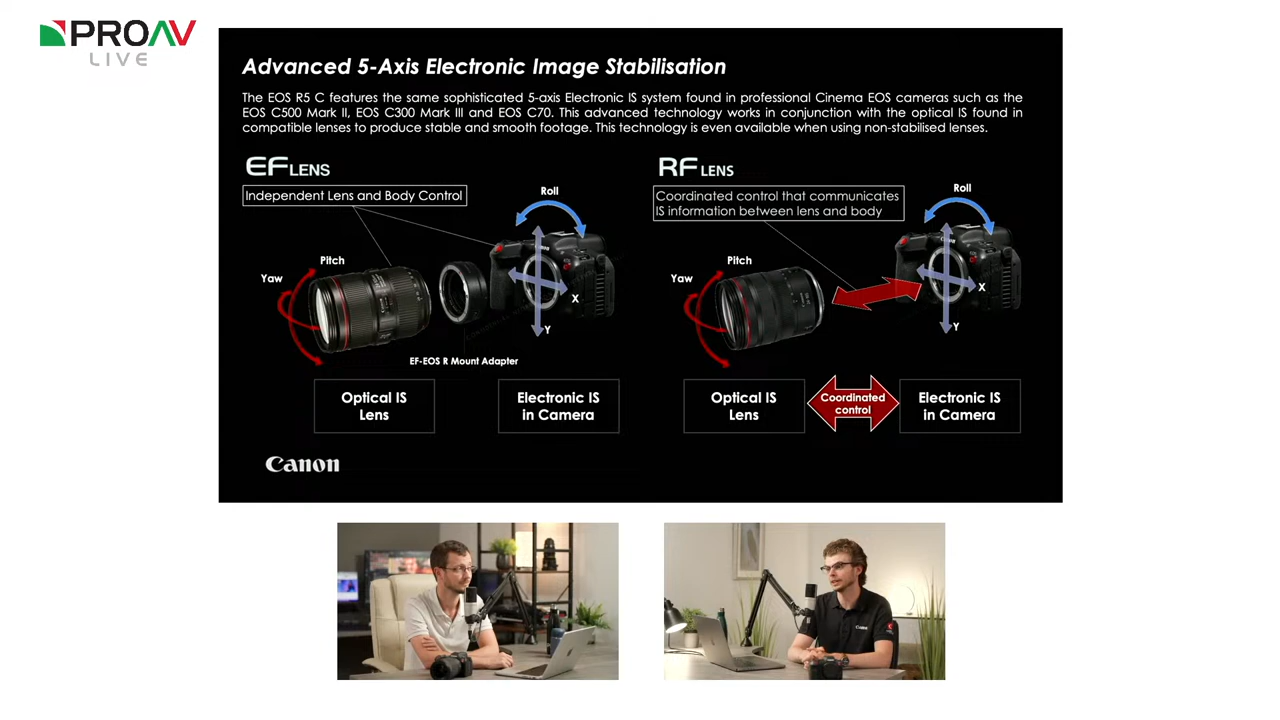 PROAV
LIVE
Advanced 5-Axis Electronic Image Stabilisation
The EOS R5 C features the same sophisticated 5-axis Electronic IS system found in professional Cinema EOS cameras such as the
EOS C500 Mark II, EOS C300 Mark III and EOS C70. This advanced technology works in conjunction with the optical IS found in
compatible lenses to produce stable and smooth footage. This technology is even available when using non-stabilised lenses.
EF LENS
Independent Lens and Body Control
Roll
Pitch
Yaw
X
Y
EF-EOS R Mount Adapter
Optical IS
Lens
Electronic IS
in Camera
RF LENS
Coordinated control that communicates
IS information between lens and body
Roll
Pitch
Yaw
X
Y
Optical IS
Lens
Coordinated
control
Electronic IS
in Camera
Canon
Canon